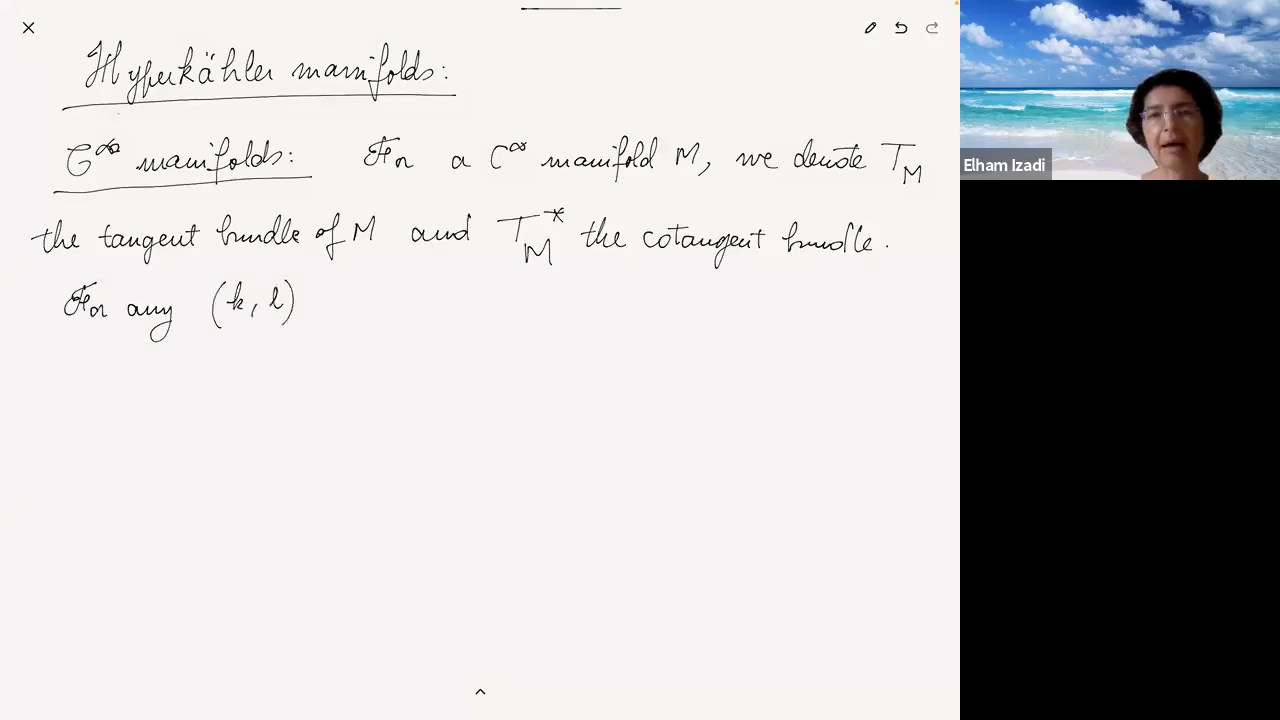 Hyperkähler manifolds:
C^∞ manifolds: For a C^∞ manifold M, we denote T_M
the tangent bundle of M and T_M^* the cotangent bundle.
For any (k, l)
Elham Izadi